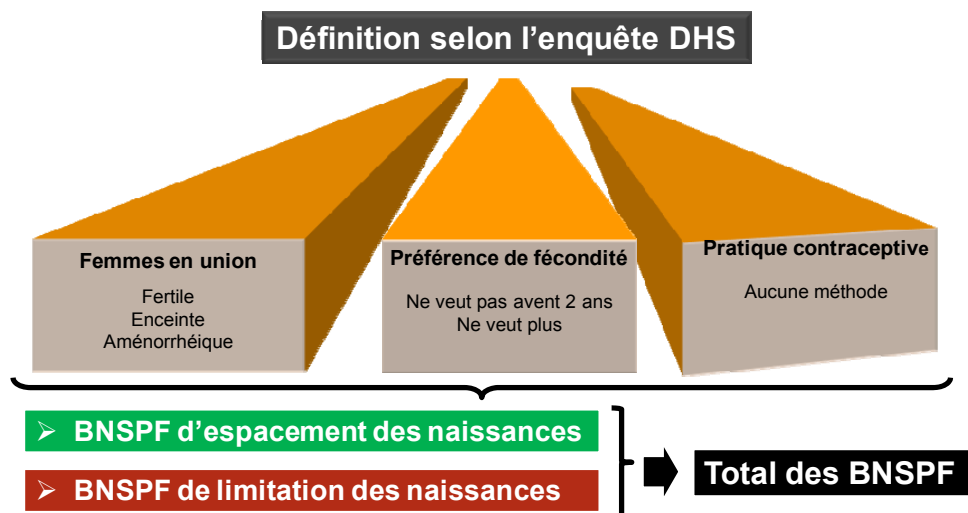 Définition selon l'enquête DHS
Femmes en union
Fertile
Enceinte
Aménorrhéique
Préférence de fécondité
Ne veut pas avent 2 ans
Ne veut plus
Pratique contraceptive
Aucune méthode
➢ BNSPF d'espacement des naissances
➢ BNSPF de limitation des naissances
Total des BNSPF